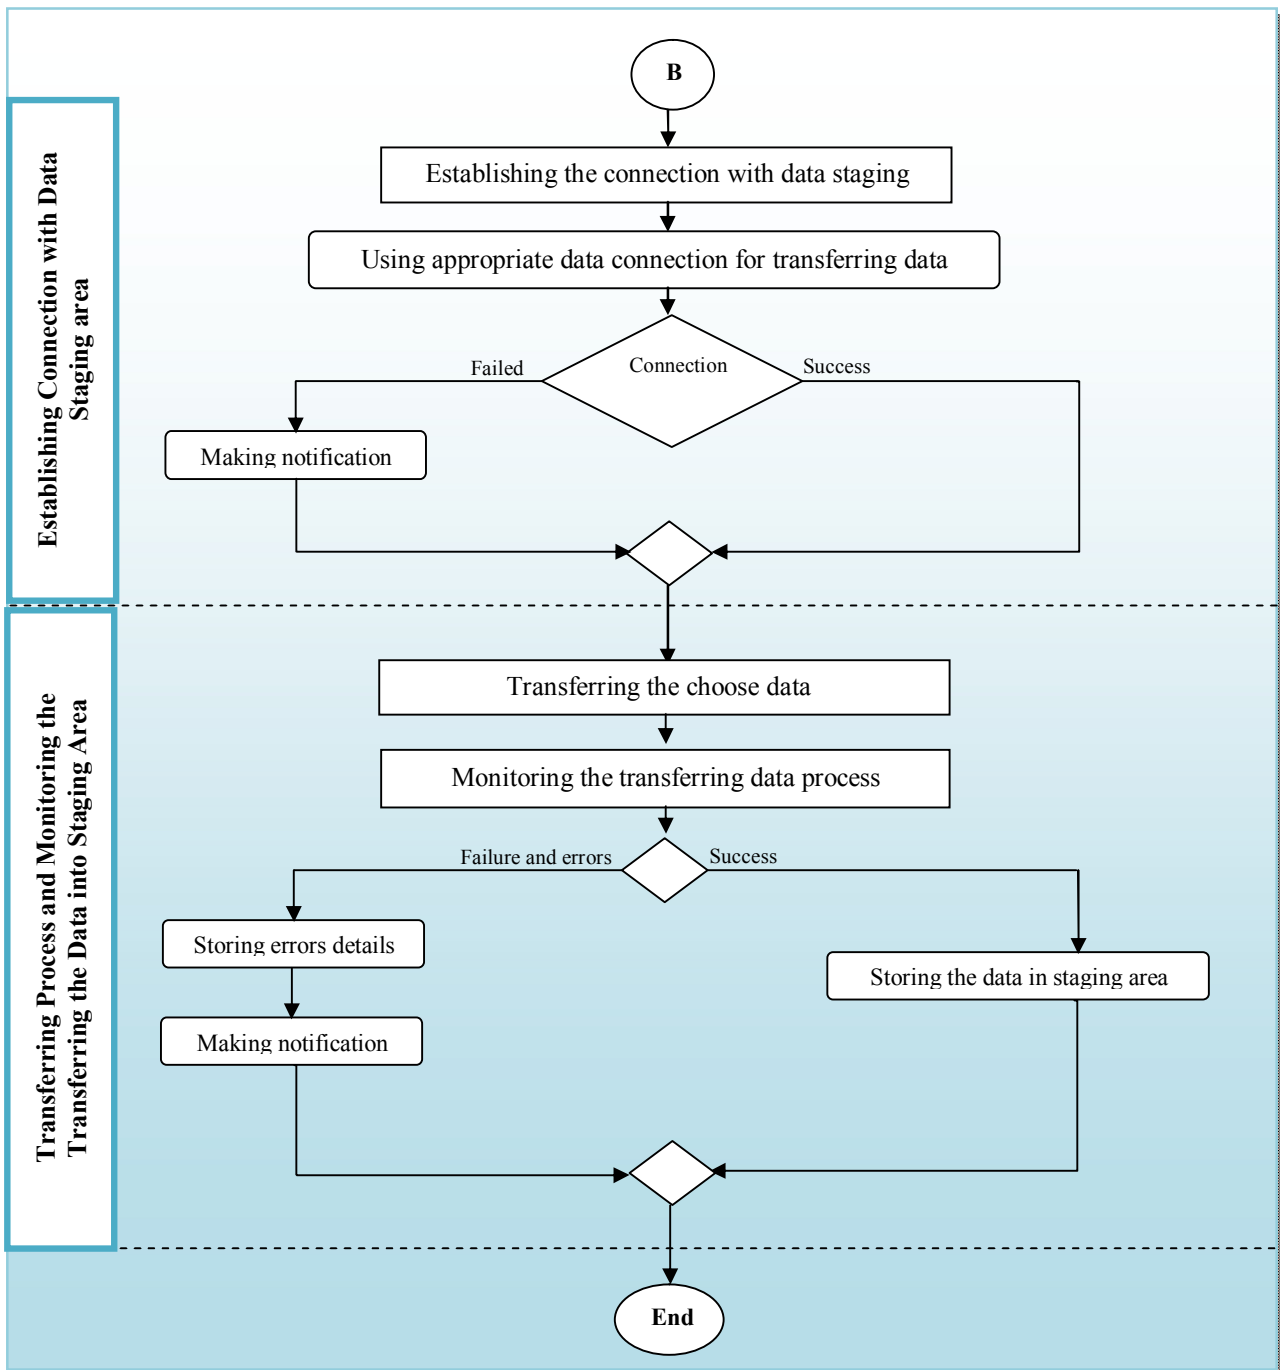 B
Establishing Connection with Data
Staging area
Establishing the connection with data staging
Using appropriate data connection for transferring data
Connection
Failed
Success
Making notification
Transferring Process and Monitoring the
Transferring the Data into Staging Area
Transferring the choose data
Monitoring the transferring data process
Failure and errors
Success
Storing errors details
Storing the data in staging area
Making notification
End